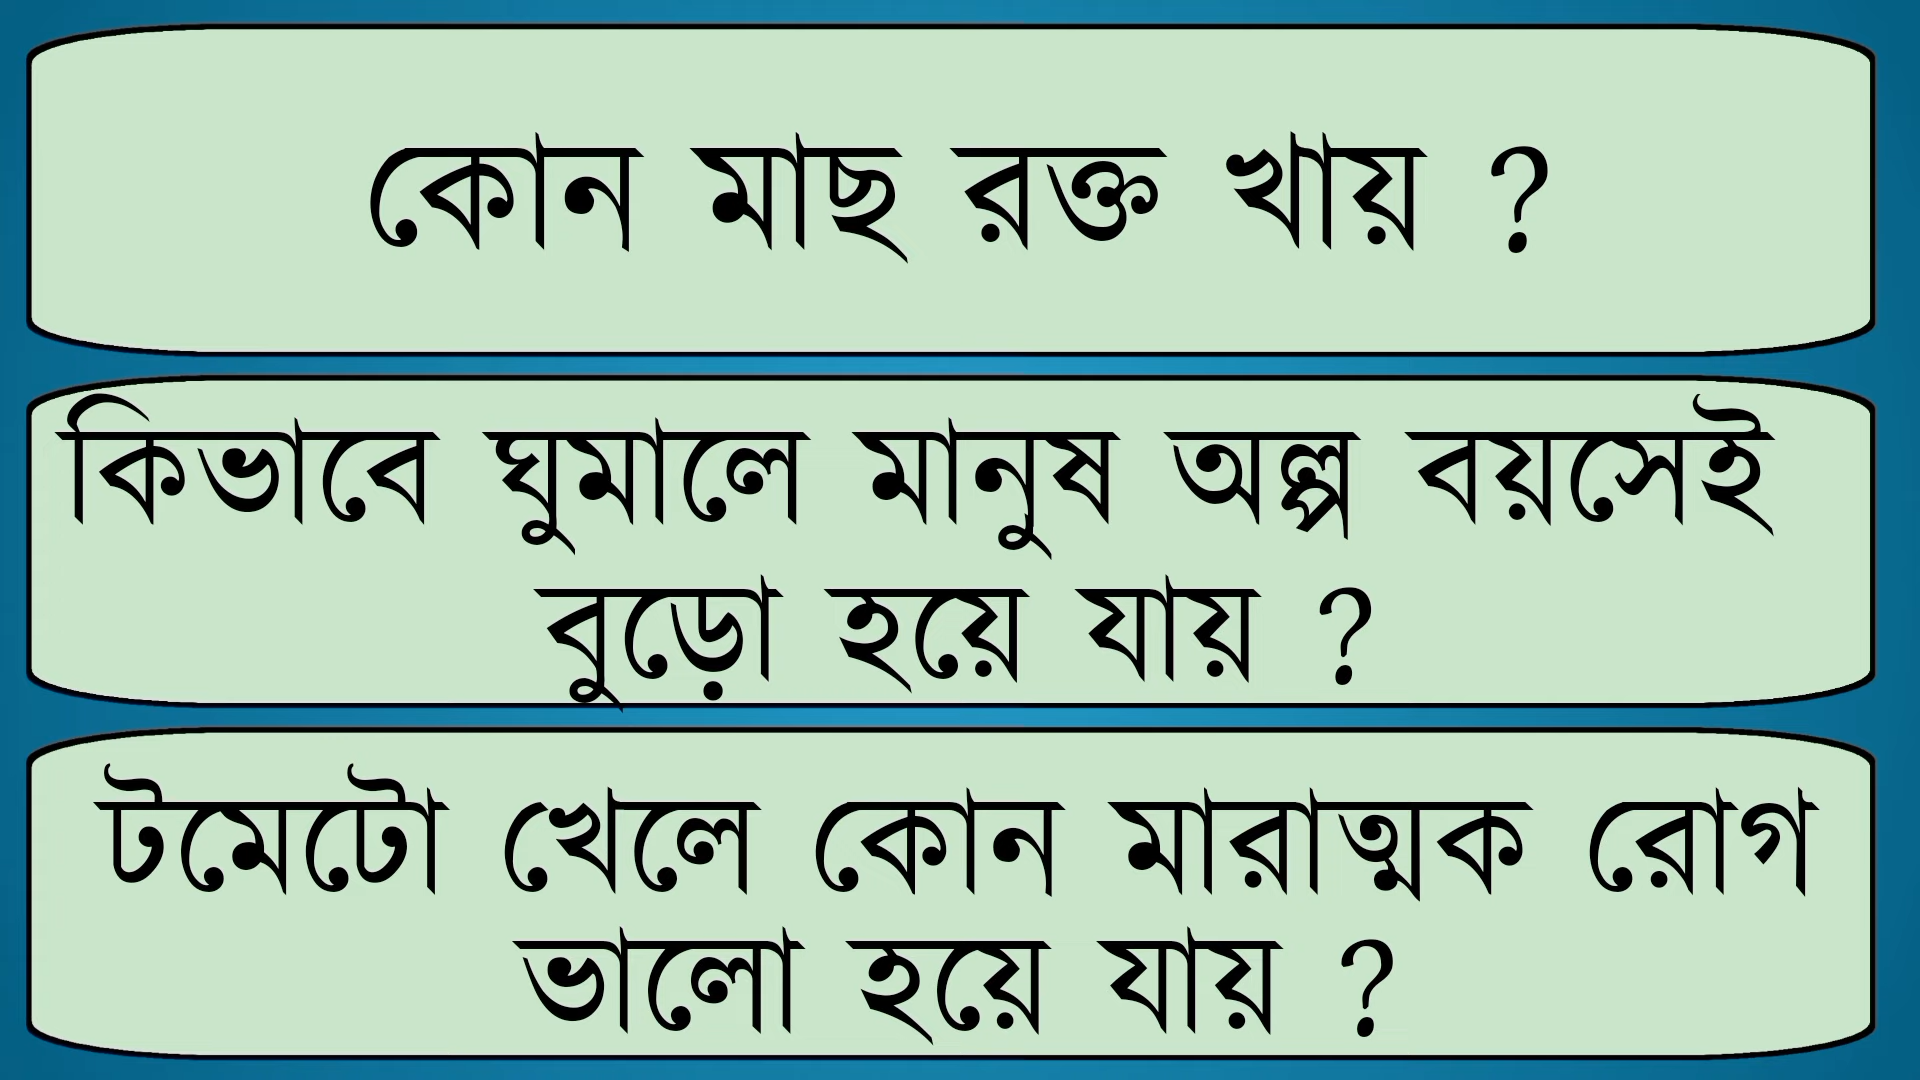 কোন মাছ রক্ত খায় ?
কিভাবে ঘুমালে মানুষ অল্প বয়সেই
বুড়ো হয়ে যায় ?
টমেটো খেলে কোন মারাত্মক রোগ
ভালো হয়ে যায় ?